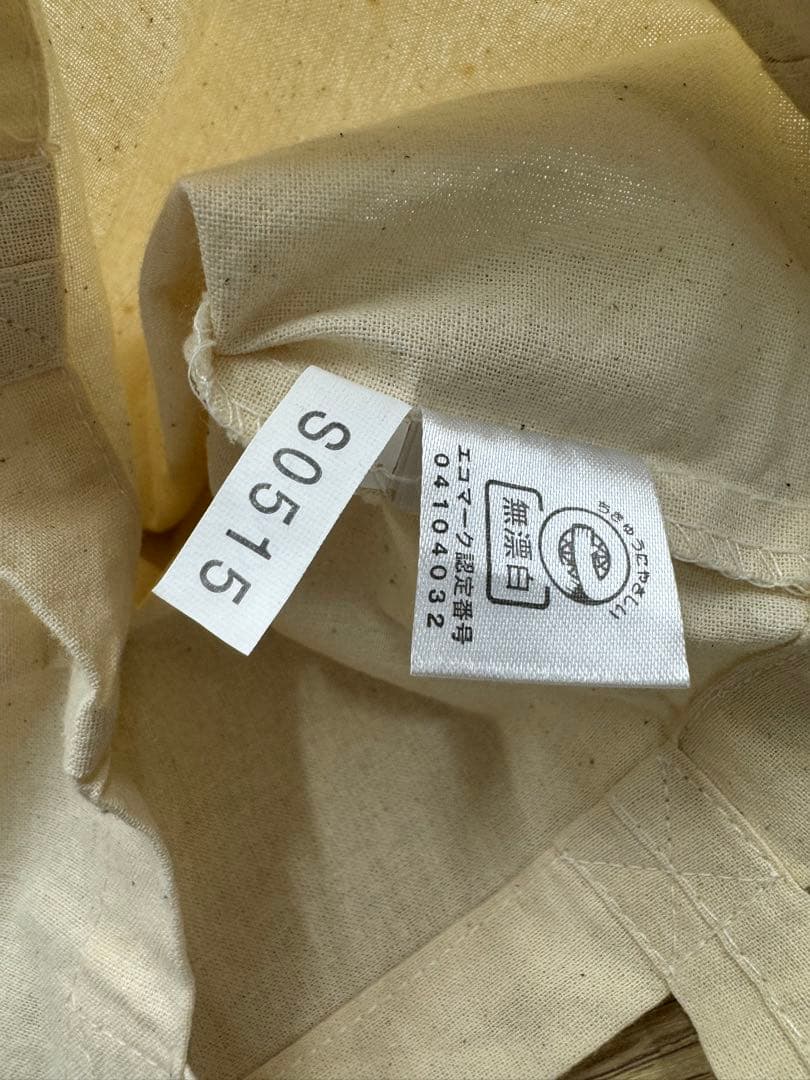 S0515
ちきゅうにやさしい
無漂白
エコマーク認定番号
04104032